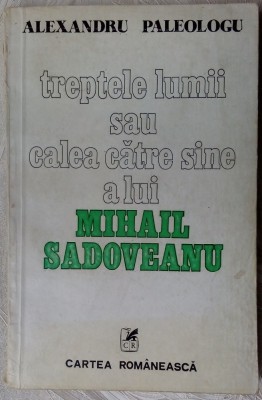 ALEXANDRU PALEOLOGU
treptele lumii
sau
calea către sine
a lui
MIHAIL
SADOVEANU
CR
CARTEA ROMÂNEASCĂ